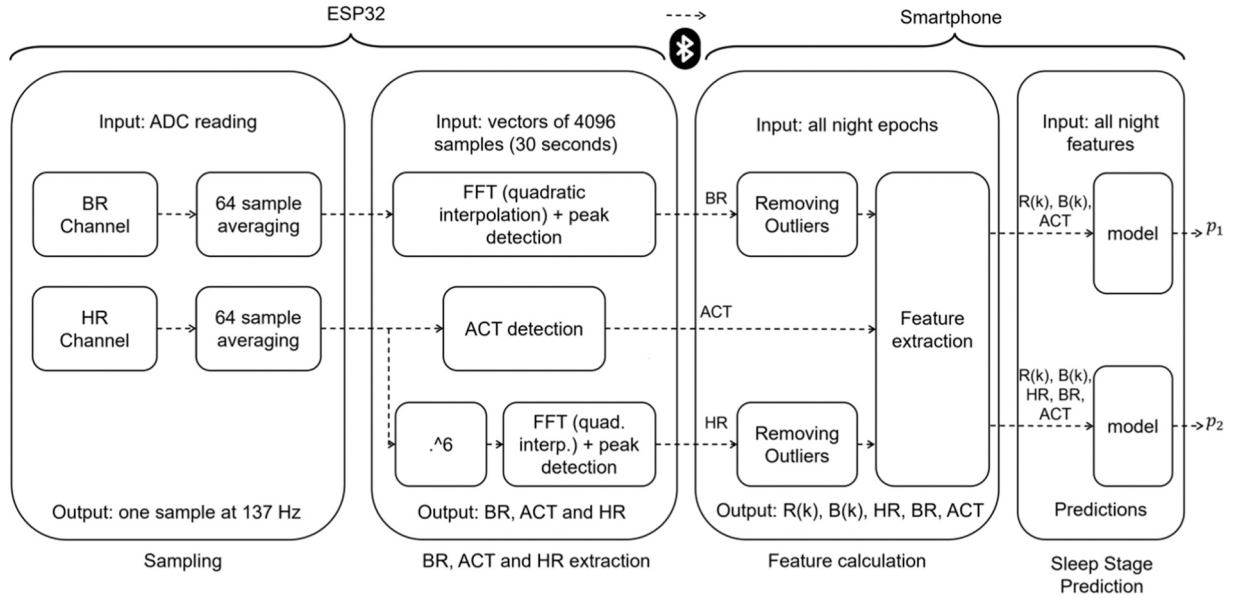 ESP32
Smartphone
Input: ADC reading
BR
Channel
64 sample
averaging
HR
Channel
64 sample
averaging
Output: one sample at 137 Hz
Sampling
Input: vectors of 4096
samples (30 seconds)
FFT (quadratic
interpolation) + peak
detection
ACT detection
.^6
FFT (quad.
interp.) + peak
detection
Output: BR, ACT and HR
BR, ACT and HR extraction
BR
ACT
HR
Input: all night epochs
Removing
Outliers
Removing
Outliers
Feature
extraction
Output: R(k), B(k), HR, BR, ACT
Feature calculation
Input: all night
features
R(k), B(k),
ACT
model
p₁
R(k), B(k),
HR, BR,
ACT
model
p₂
Predictions
Sleep Stage
Prediction